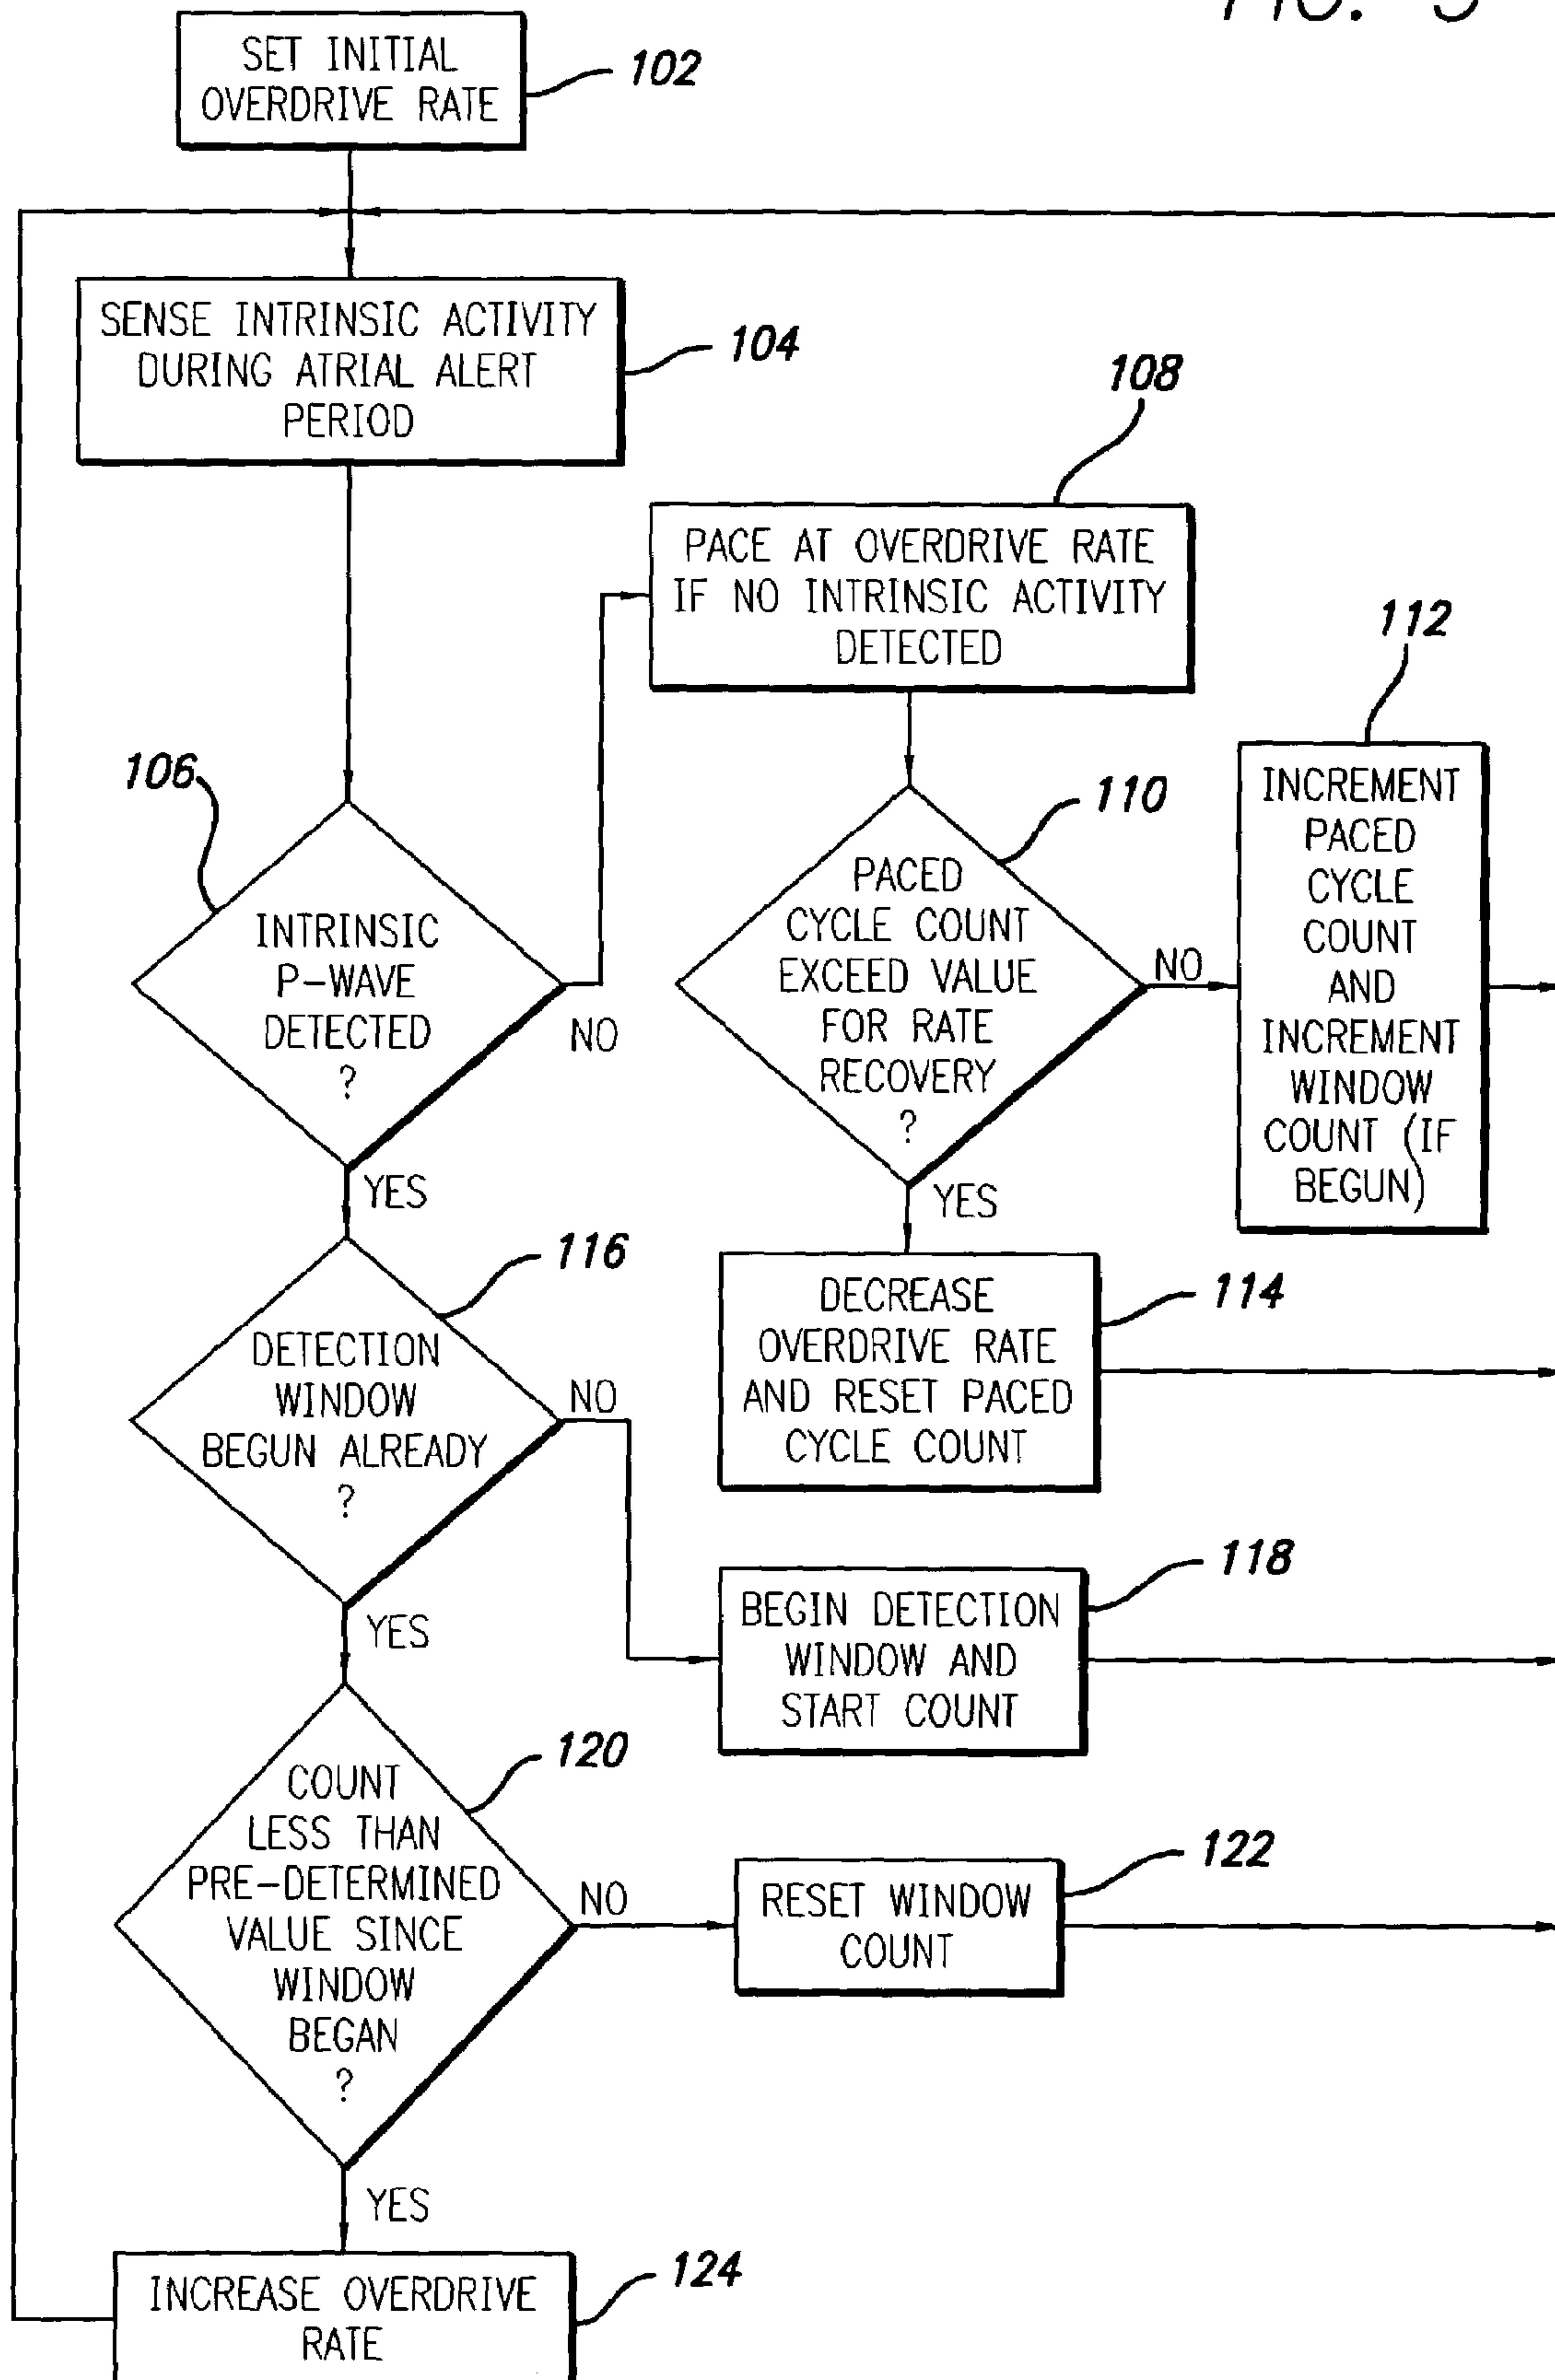 FIG. 3
SET INITIAL
OVERDRIVE RATE
102
SENSE INTRINSIC ACTIVITY
DURING ATRIAL ALERT
PERIOD
104
108
PACE AT OVERDRIVE RATE
IF NO INTRINSIC ACTIVITY
DETECTED
112
INCREMENT
PACED
CYCLE
COUNT
AND
INCREMENT
WINDOW
COUNT (IF
BEGUN)
106
INTRINSIC
P-WAVE
DETECTED
?
NO
YES
110
PACED
CYCLE COUNT
EXCEED VALUE
FOR RATE
RECOVERY
?
NO
YES
116
DETECTION
WINDOW
BEGUN ALREADY
?
NO
YES
DECREASE
OVERDRIVE RATE
AND RESET PACED
CYCLE COUNT
114
BEGIN DETECTION
WINDOW AND
START COUNT
118
120
COUNT
LESS THAN
PRE-DETERMINED
VALUE SINCE
WINDOW
BEGAN
?
NO
YES
RESET WINDOW
COUNT
122
INCREASE OVERDRIVE
RATE
124